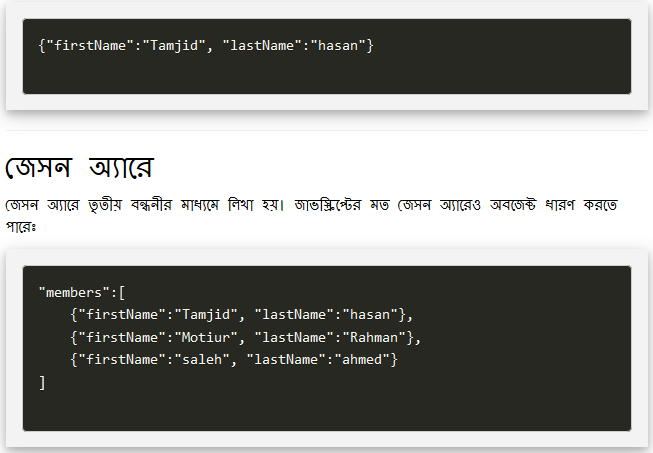 {"firstName":"Tamjid", "lastName":"hasan"}
জেসন অ্যারে
জেসন অ্যারে তৃতীয় বন্ধনীর মাধ্যমে লিখা হয়। জাভাস্ক্রিপ্টের মত জেসন অ্যারেও অবজেক্ট ধারণ করতে
পারেঃ
"members":[
    {"firstName":"Tamjid", "lastName":"hasan"},
    {"firstName":"Motiur", "lastName":"Rahman"},
    {"firstName":"saleh", "lastName":"ahmed"}
]